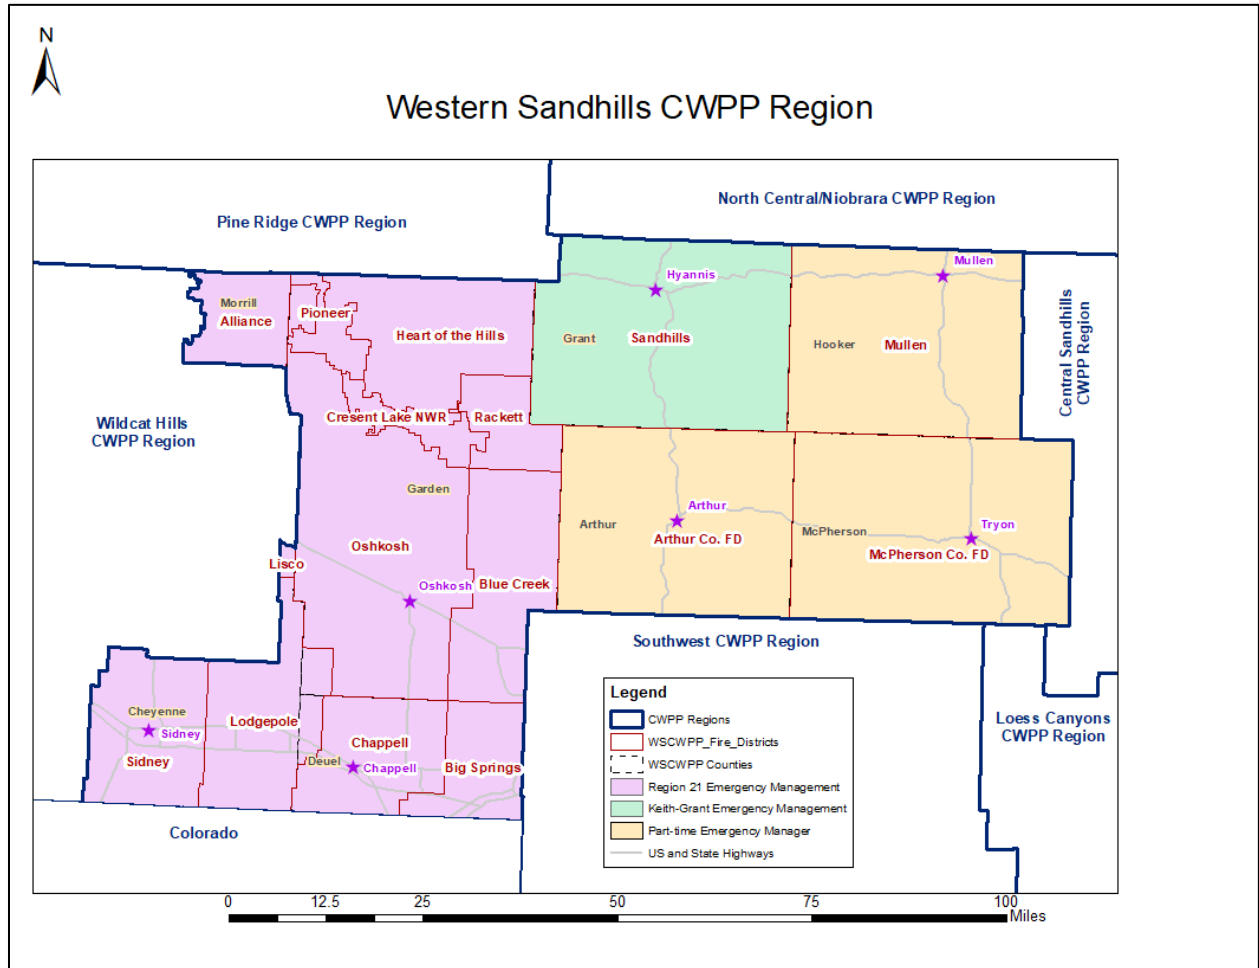 N
Western Sandhills CWPP Region
North Central/Niobrara CWPP Region
Pine Ridge CWPP Region
Mullen
Hyannis
Morrill
Alliance
Pioneer
Heart of the Hills
Grant
Sandhills
Hooker
Mullen
Central Sandhills
CWPP Region
Wildcat Hills
CWPP Region
Cresent Lake NWR
Rackett
Garden
Arthur
Arthur
Arthur Co. FD
McPherson
Tryon
McPherson Co. FD
Oshkosh
Lisco
Oshkosh
Blue Creek
Southwest CWPP Region
Loess Canyons
CWPP Region
Cheyenne
Sidney
Sidney
Lodgepole
Chappell
Deuel
Chappell
Big Springs
Colorado
Legend
CWPP Regions
WSCWPP_Fire_Districts
WSCWPP Counties
Region 21 Emergency Management
Keith-Grant Emergency Management
Part-time Emergency Manager
US and State Highways
0 12.5 25 50 75 100
Miles